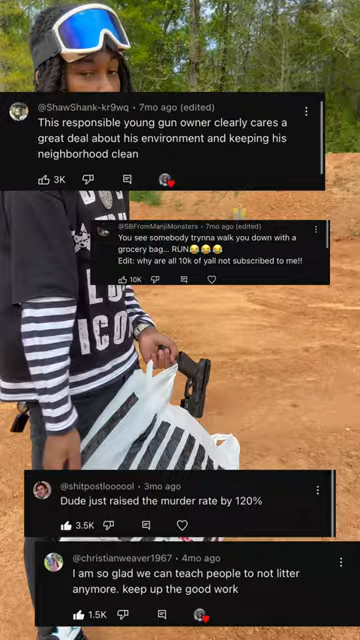 @ShawShank-kr9wq • 7mo ago (edited)
This responsible young gun owner clearly cares a
great deal about his environment and keeping his
neighborhood clean
3K
@SBFromManjiMonsters • 7mo ago (edited)
You see somebody trynna walk you down with a
grocery bag... RUN😂😂😂
Edit: why are all 10k of yall not subscribed to me!!
10K
LU
ICON
@shitpostloooool • 3mo ago
Dude just raised the murder rate by 120%
3.5K
@christianweaver1967 • 4mo ago
I am so glad we can teach people to not litter
anymore. keep up the good work
1.5K